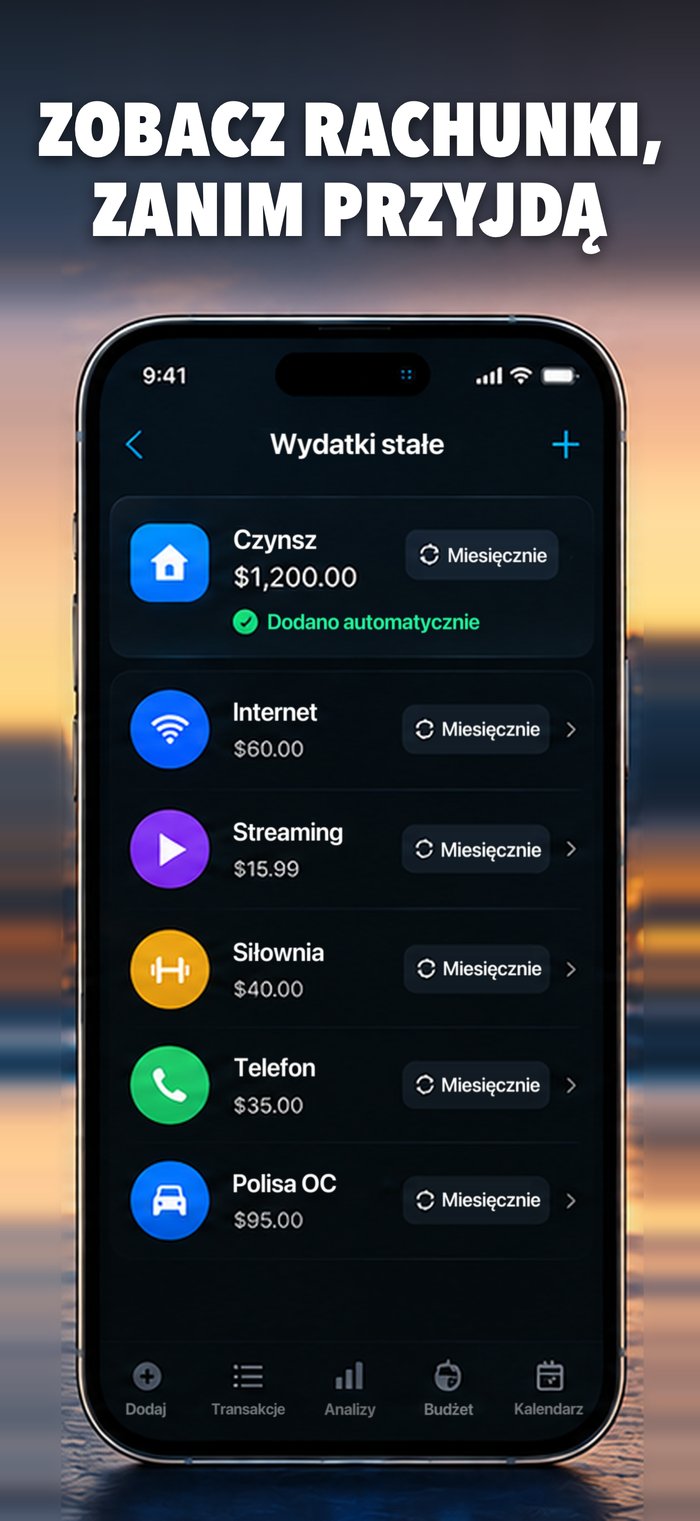 ZOBACZ RACHUNKI,
ZANIM PRZYJDĄ
9:41
Wydatki stałe
Czynsz
$1,200.00
Miesięcznie
Dodano automatycznie
Internet
$60.00
Miesięcznie
Streaming
$15.99
Miesięcznie
Siłownia
$40.00
Miesięcznie
Telefon
$35.00
Miesięcznie
Polisa OC
$95.00
Miesięcznie
Dodaj
Transakcje
Analizy
Budżet
Kalendarz